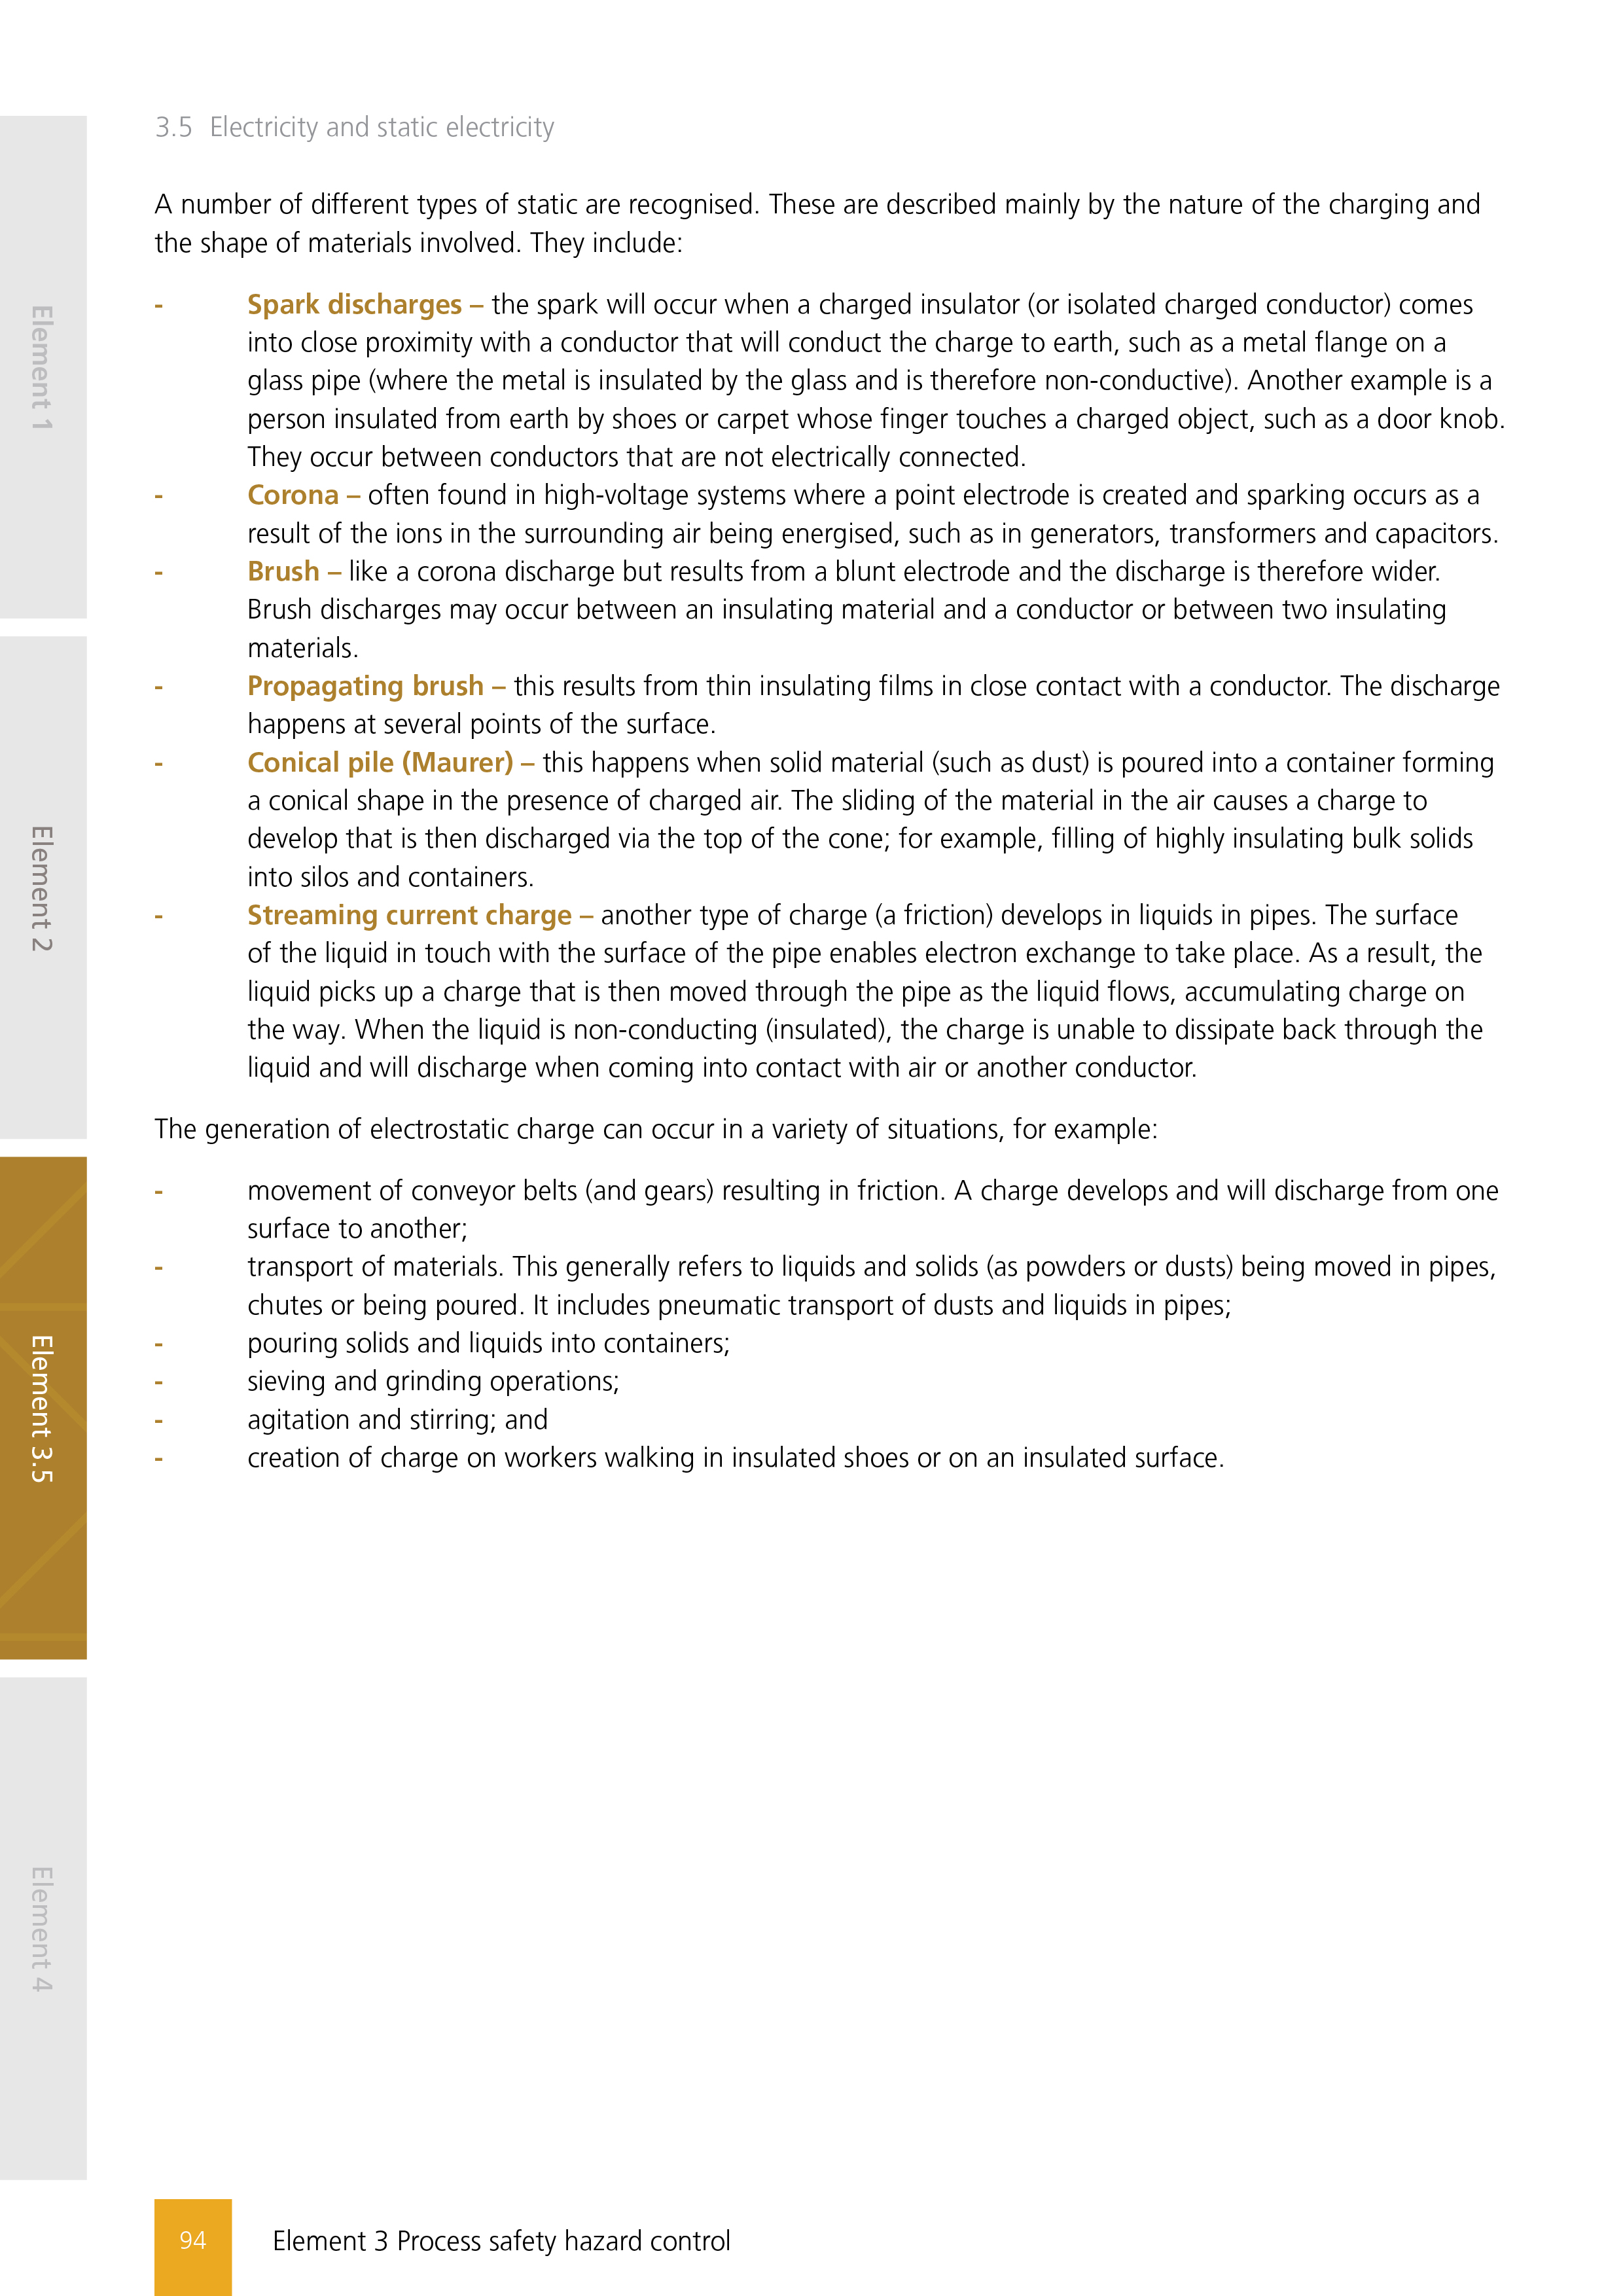 3.5 Electricity and static electricity
A number of different types of static are recognised. These are described mainly by the nature of the charging and
the shape of materials involved. They include:
- Spark discharges – the spark will occur when a charged insulator (or isolated charged conductor) comes
into close proximity with a conductor that will conduct the charge to earth, such as a metal flange on a
glass pipe (where the metal is insulated by the glass and is therefore non-conductive). Another example is a
person insulated from earth by shoes or carpet whose finger touches a charged object, such as a door knob.
They occur between conductors that are not electrically connected.
- Corona – often found in high-voltage systems where a point electrode is created and sparking occurs as a
result of the ions in the surrounding air being energised, such as in generators, transformers and capacitors.
- Brush – like a corona discharge but results from a blunt electrode and the discharge is therefore wider.
Brush discharges may occur between an insulating material and a conductor or between two insulating
materials.
- Propagating brush – this results from thin insulating films in close contact with a conductor. The discharge
happens at several points of the surface.
- Conical pile (Maurer) – this happens when solid material (such as dust) is poured into a container forming
a conical shape in the presence of charged air. The sliding of the material in the air causes a charge to
develop that is then discharged via the top of the cone; for example, filling of highly insulating bulk solids
into silos and containers.
- Streaming current charge – another type of charge (a friction) develops in liquids in pipes. The surface
of the liquid in touch with the surface of the pipe enables electron exchange to take place. As a result, the
liquid picks up a charge that is then moved through the pipe as the liquid flows, accumulating charge on
the way. When the liquid is non-conducting (insulated), the charge is unable to dissipate back through the
liquid and will discharge when coming into contact with air or another conductor.
The generation of electrostatic charge can occur in a variety of situations, for example:
- movement of conveyor belts (and gears) resulting in friction. A charge develops and will discharge from one
surface to another;
- transport of materials. This generally refers to liquids and solids (as powders or dusts) being moved in pipes,
chutes or being poured. It includes pneumatic transport of dusts and liquids in pipes;
- pouring solids and liquids into containers;
- sieving and grinding operations;
- agitation and stirring; and
- creation of charge on workers walking in insulated shoes or on an insulated surface.
Element 1
Element 2
Element 3.5
Element 4
94 Element 3 Process safety hazard control